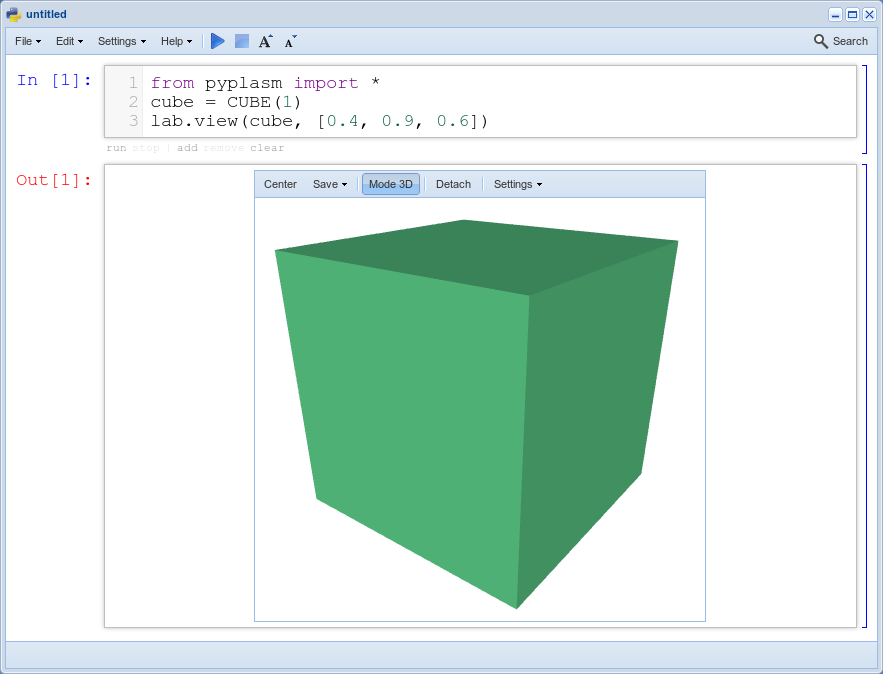 untitled
File Edit Settings Help A A Search
In [1]:
1 from pyplasm import *
2 cube = CUBE(1)
3 lab.view(cube, [0.4, 0.9, 0.6])
run stop | add remove clear
Out[1]:
Center Save Mode 3D Detach Settings